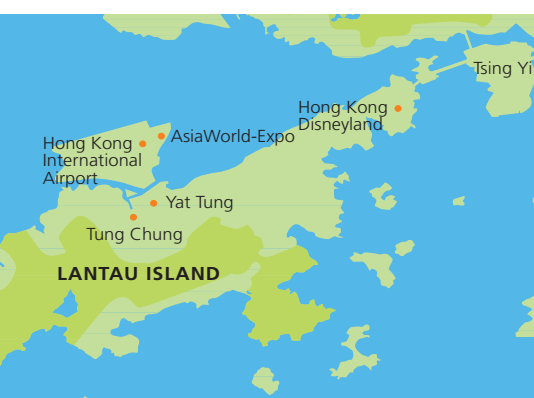 Tsing Yi
Hong Kong
Disneyland
AsiaWorld-Expo
Hong Kong
International
Airport
Yat Tung
Tung Chung
LANTAU ISLAND